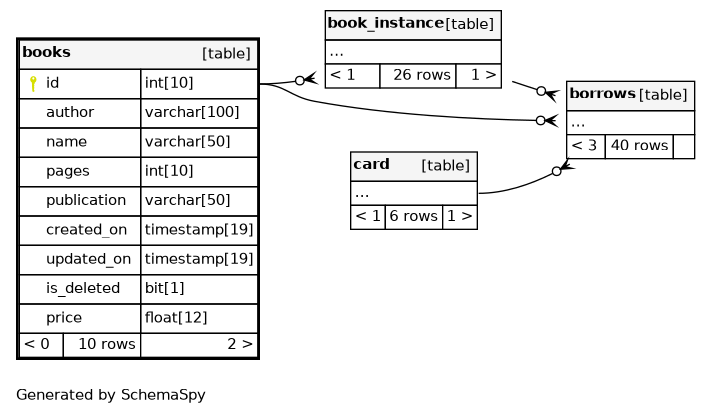 books [table]
id int[10]
author varchar[100]
name varchar[50]
pages int[10]
publication varchar[50]
created_on timestamp[19]
updated_on timestamp[19]
is_deleted bit[1]
price float[12]
< 0 10 rows 2 >
book_instance [table]
...
< 1 26 rows 1 >
borrows [table]
...
< 3 40 rows
card [table]
...
< 1 6 rows 1 >
Generated by SchemaSpy